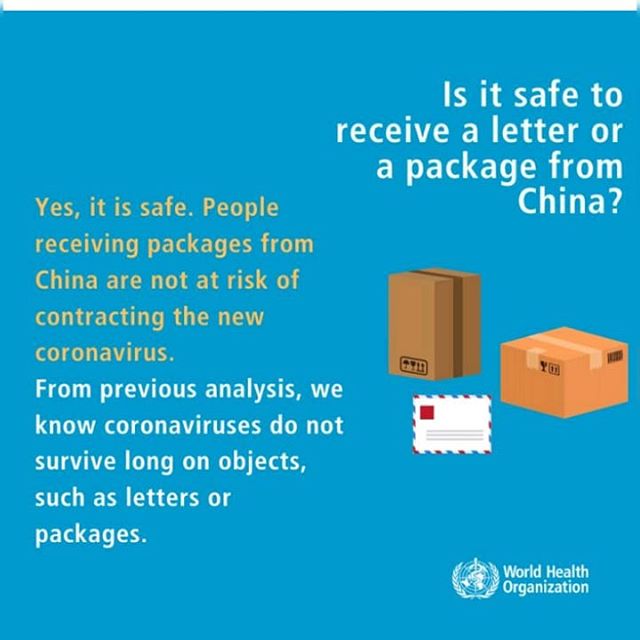 Is it safe to
receive a letter or
a package from
China?
Yes, it is safe. People
receiving packages from
China are not at risk of
contracting the new
coronavirus.
From previous analysis, we
know coronaviruses do not
survive long on objects,
such as letters or
packages.
World Health
Organization